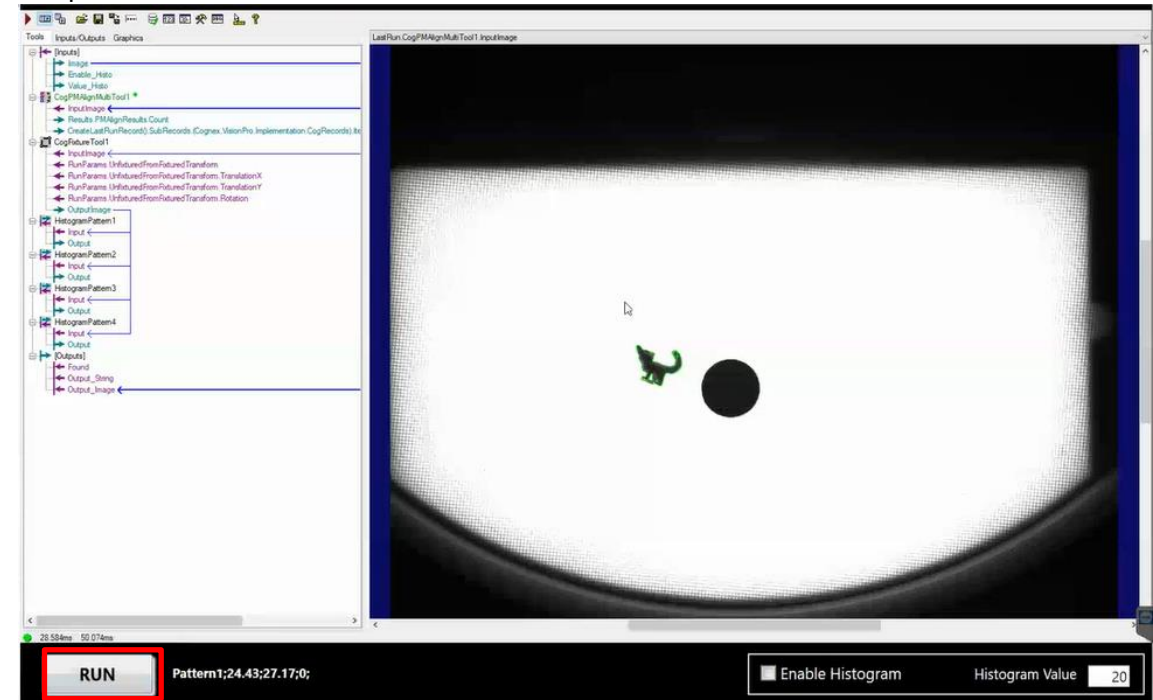 Tools Inputs/Outputs Graphics
LastRun.CogPMAlignMultiTool1.InputImage
[Inputs]
Image
Enable_Histo
Value_Histo
CogPMAlignMultiTool1 *
InputImage
Results.PMAlignResults.Count
CreateLastRunRecord().SubRecords.(Cognex.VisionPro.Implementation.CogRecords).Ite
CogFixtureTool1
InputImage
RunParams.UnfixturedFromFixturedTransform
RunParams.UnfixturedFromFixturedTransform.TranslationX
RunParams.UnfixturedFromFixturedTransform.TranslationY
RunParams.UnfixturedFromFixturedTransform.Rotation
OutputImage
HistogramPattern1
Input
Output
HistogramPattern2
Input
Output
HistogramPattern3
Input
Output
HistogramPattern4
Input
Output
[Outputs]
Found
Output_String
Output_Image
28.584ms 50.074ms
RUN
Pattern1;24.43;27.17;0;
Enable Histogram
Histogram Value 20